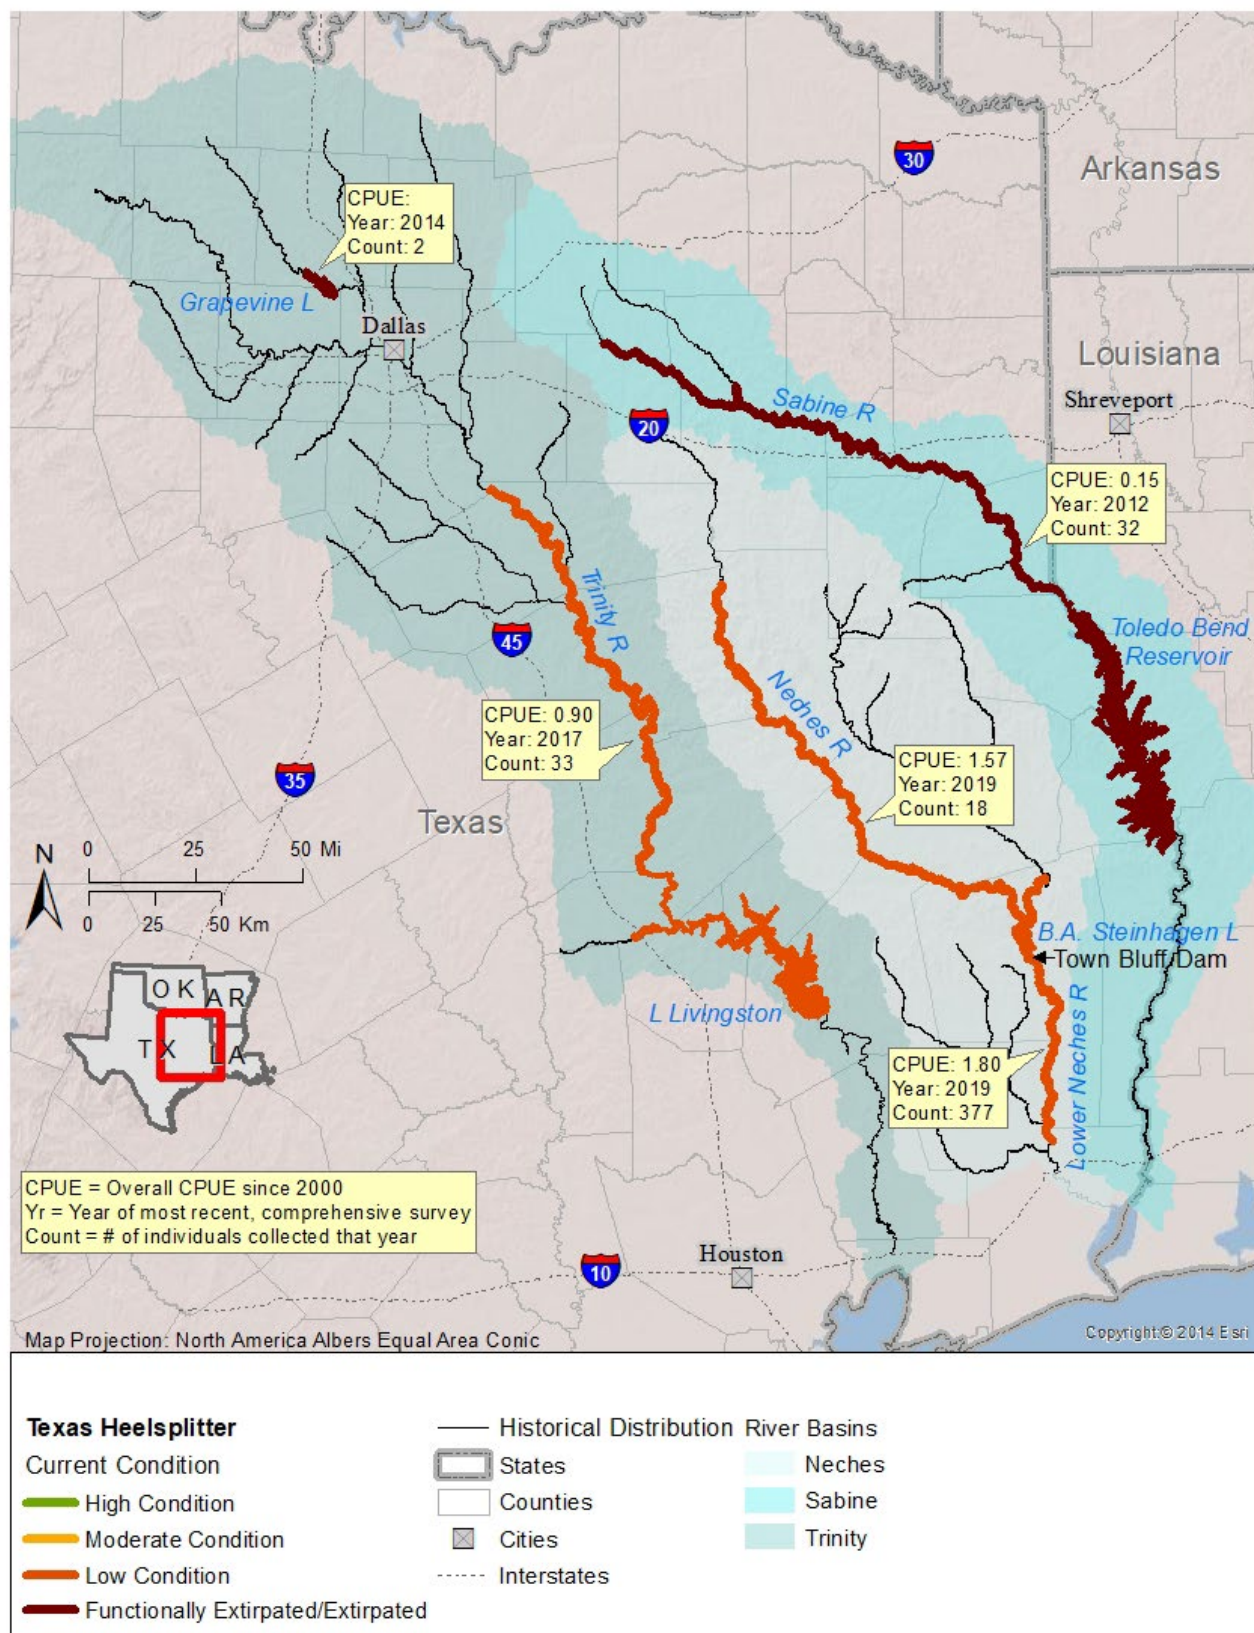 Arkansas
30
CPUE:
Year: 2014
Count: 2
Grapevine L
Dallas
Louisiana
Shreveport
Sabine R
20
CPUE: 0.15
Year: 2012
Count: 32
Trinity R
45
Toledo Bend
Reservoir
Neches R
CPUE: 0.90
Year: 2017
Count: 33
CPUE: 1.57
Year: 2019
Count: 18
35
Texas
N
0 25 50 Mi
0 25 50 Km
B.A. Steinhagen L
Town Bluff Dam
OK
AR
TX
LA
L Livingston
CPUE: 1.80
Year: 2019
Count: 377
Lower Neches R
CPUE = Overall CPUE since 2000
Yr = Year of most recent, comprehensive survey
Count = # of individuals collected that year
Houston
10
Map Projection: North America Albers Equal Area Conic
Copyright:© 2014 Esri
Texas Heelsplitter
Current Condition
High Condition
Moderate Condition
Low Condition
Functionally Extirpated/Extirpated
Historical Distribution
States
Counties
Cities
Interstates
River Basins
Neches
Sabine
Trinity